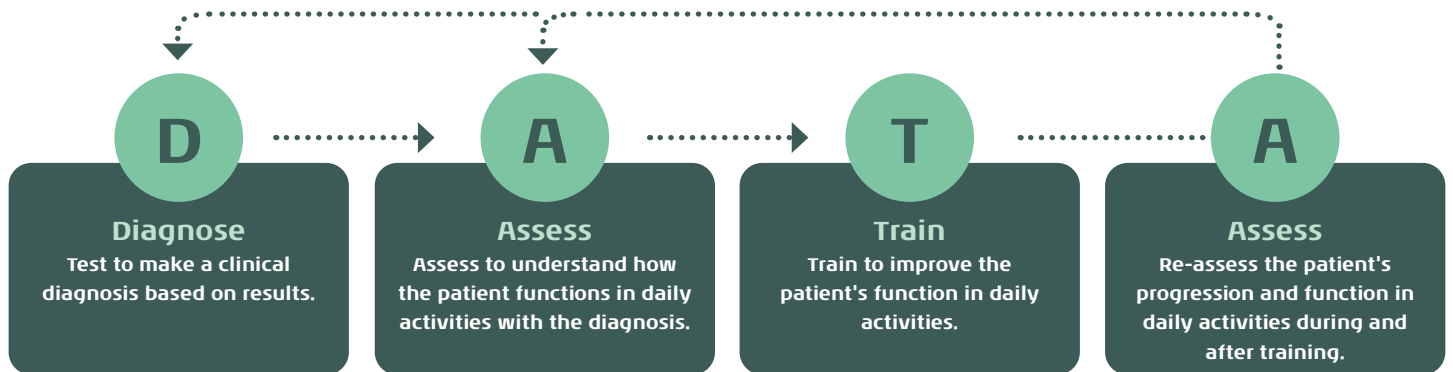 D
A
T
A
Diagnose
Test to make a clinical
diagnosis based on results.
Assess
Assess to understand how
the patient functions in daily
activities with the diagnosis.
Train
Train to improve the
patient's function in daily
activities.
Assess
Re-assess the patient's
progression and function in
daily activities during and
after training.